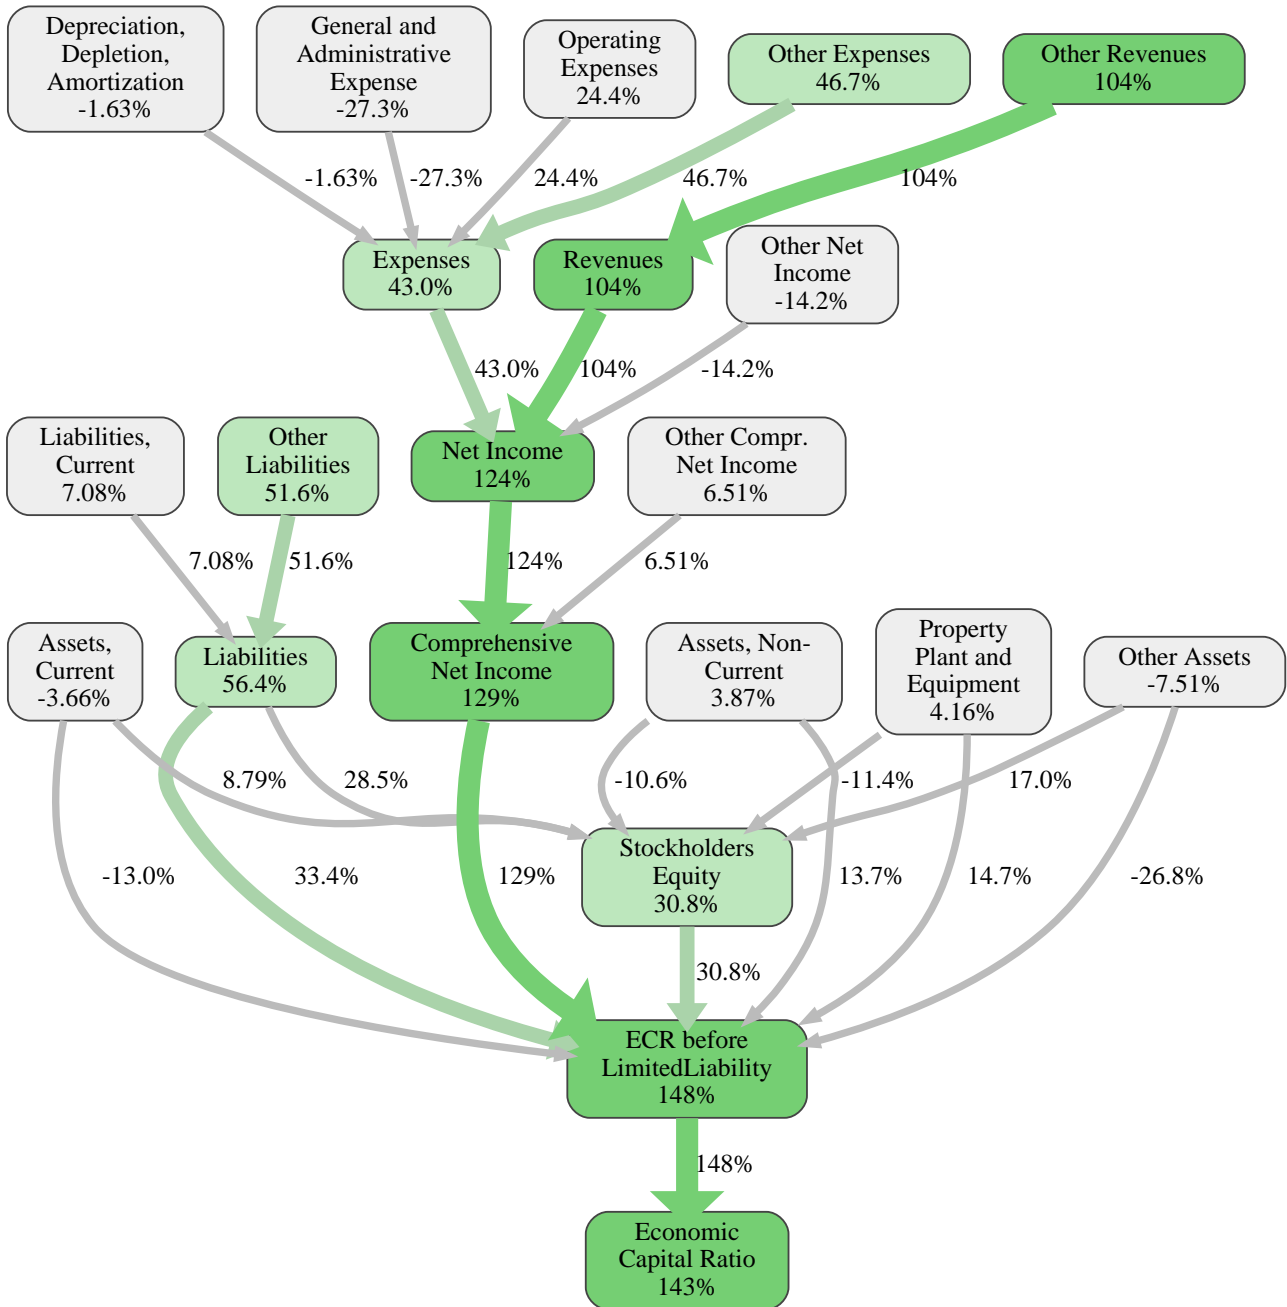 Depreciation,
Depletion,
Amortization
-1.63%
General and
Administrative
Expense
-27.3%
Operating
Expenses
24.4%
Other Expenses
46.7%
Other Revenues
104%
-1.63%
-27.3%
24.4%
46.7%
104%
Expenses
43.0%
Revenues
104%
Other Net
Income
-14.2%
43.0%
104%
-14.2%
Liabilities,
Current
7.08%
Other
Liabilities
51.6%
Net Income
124%
Other Compr.
Net Income
6.51%
7.08%
51.6%
124%
6.51%
Assets,
Current
-3.66%
Liabilities
56.4%
Comprehensive
Net Income
129%
Assets, Non-
Current
3.87%
Property
Plant and
Equipment
4.16%
Other Assets
-7.51%
8.79%
28.5%
-10.6%
-11.4%
17.0%
Stockholders
Equity
30.8%
-13.0%
33.4%
129%
13.7%
14.7%
-26.8%
30.8%
ECR before
LimitedLiability
148%
148%
Economic
Capital Ratio
143%